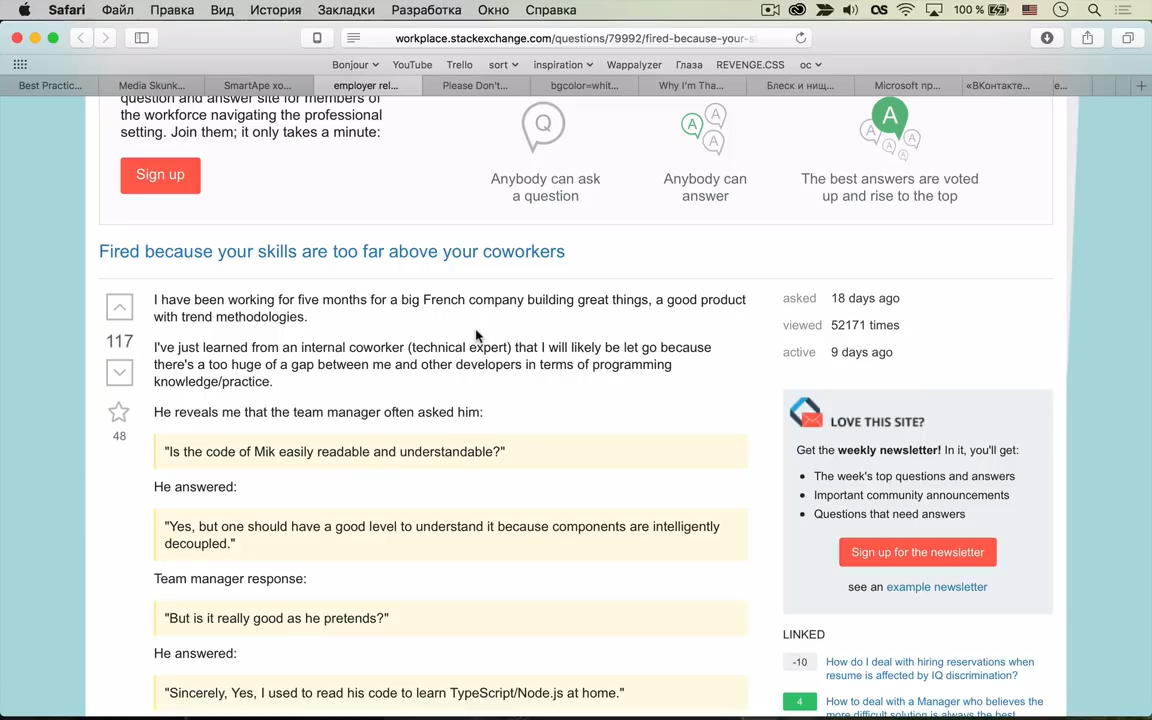 Safari Файл Правка Вид История Закладки Разработка Окно Справка 100 %
workplace.stackexchange.com/questions/79992/fired-because-your-s
Bonjour YouTube Trello sort inspiration Wappalyzer Глаза REVENGE.CSS ос
Best Practic... Media Skunk... SmartApe хо... employer rel... Please Don't... bgcolor=whit... Why I'm Tha... Блеск и нищ... Microsoft пр... «ВКонтакте... е...
question and answer site for members of
the workforce navigating the professional
setting. Join them; it only takes a minute:
Sign up
Q
Anybody can ask
a question
A
A
A
Anybody can
answer
A
A
A
A
A
The best answers are voted
up and rise to the top
Fired because your skills are too far above your coworkers
117
48
I have been working for five months for a big French company building great things, a good product
with trend methodologies.
I've just learned from an internal coworker (technical expert) that I will likely be let go because
there's a too huge of a gap between me and other developers in terms of programming
knowledge/practice.
He reveals me that the team manager often asked him:
"Is the code of Mik easily readable and understandable?"
He answered:
"Yes, but one should have a good level to understand it because components are intelligently
decoupled."
Team manager response:
"But is it really good as he pretends?"
He answered:
"Sincerely, Yes, I used to read his code to learn TypeScript/Node.js at home."
asked 18 days ago
viewed 52171 times
active 9 days ago
LOVE THIS SITE?
Get the weekly newsletter! In it, you'll get:
• The week's top questions and answers
• Important community announcements
• Questions that need answers
Sign up for the newsletter
see an example newsletter
LINKED
-10 How do I deal with hiring reservations when
resume is affected by IQ discrimination?
4 How to deal with a Manager who believes the
more difficult solution is always the best